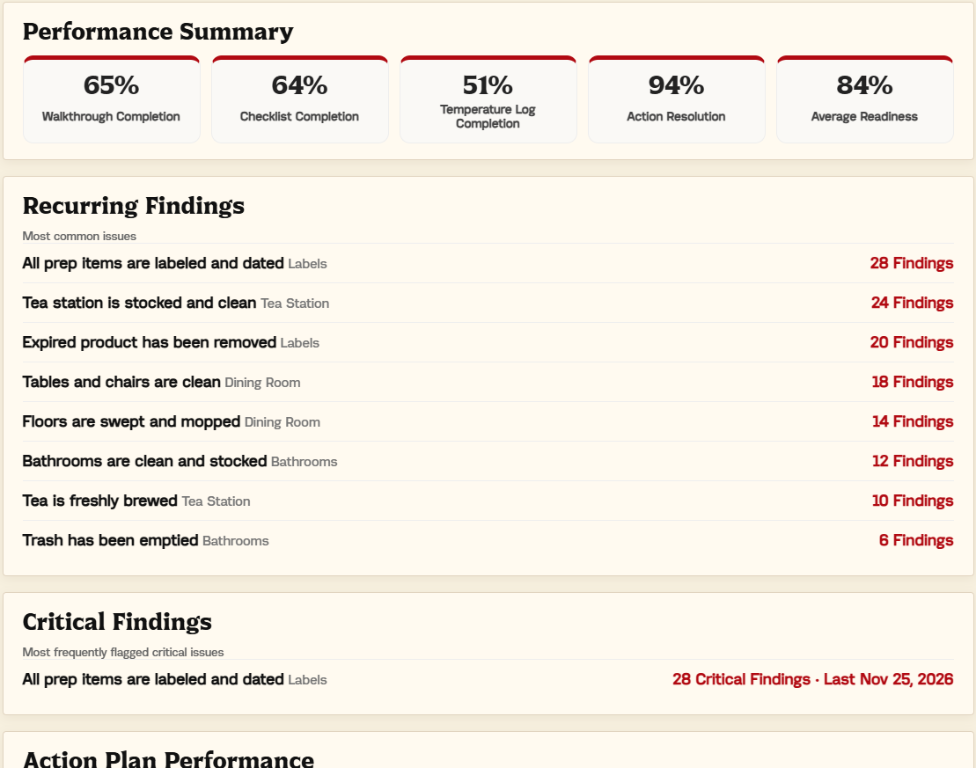 Performance Summary
65%
Walkthrough Completion
64%
Checklist Completion
51%
Temperature Log
Completion
94%
Action Resolution
84%
Average Readiness
Recurring Findings
Most common issues
All prep items are labeled and dated Labels
28 Findings
Tea station is stocked and clean Tea Station
24 Findings
Expired product has been removed Labels
20 Findings
Tables and chairs are clean Dining Room
18 Findings
Floors are swept and mopped Dining Room
14 Findings
Bathrooms are clean and stocked Bathrooms
12 Findings
Tea is freshly brewed Tea Station
10 Findings
Trash has been emptied Bathrooms
6 Findings
Critical Findings
Most frequently flagged critical issues
All prep items are labeled and dated Labels
28 Critical Findings · Last Nov 25, 2026
Action Plan Performance